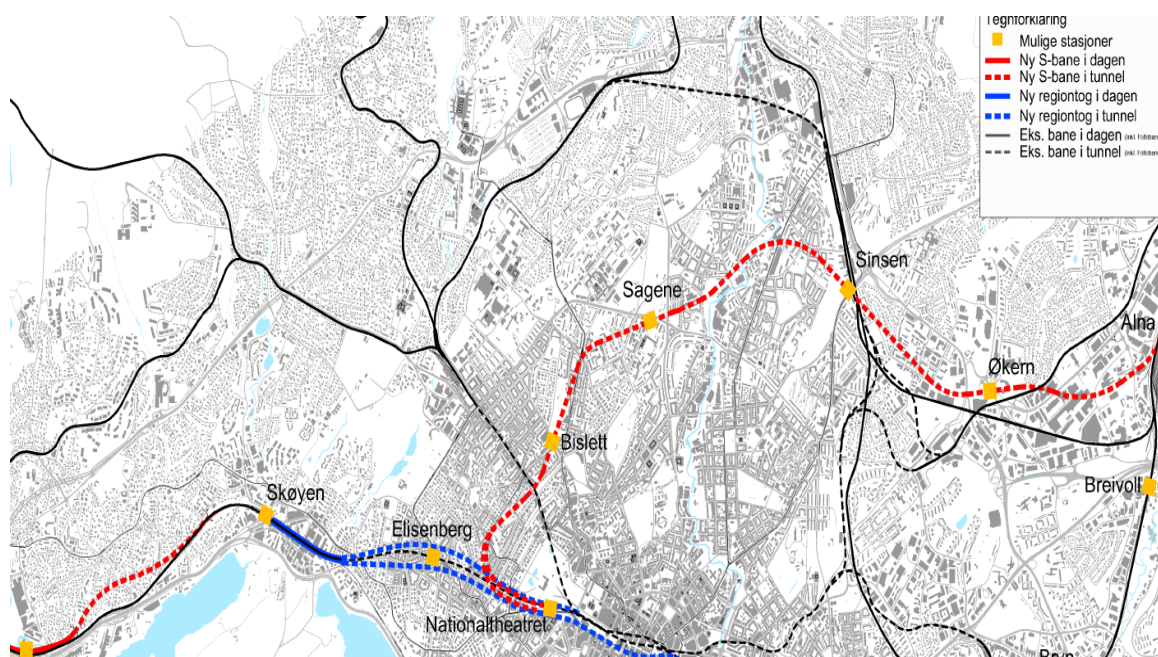 Tegnforklaring
Mulige stasjoner
Ny S-bane i dagen
Ny S-bane i tunnel
Ny regiontog i dagen
Ny regiontog i tunnel
Eks. bane i dagen
Eks. bane i tunnel
Sinsen
Sagene
Alna
Økern
Bislett
Breivoll
Skøyen
Elisenberg
Nationaltheatret
Bryn